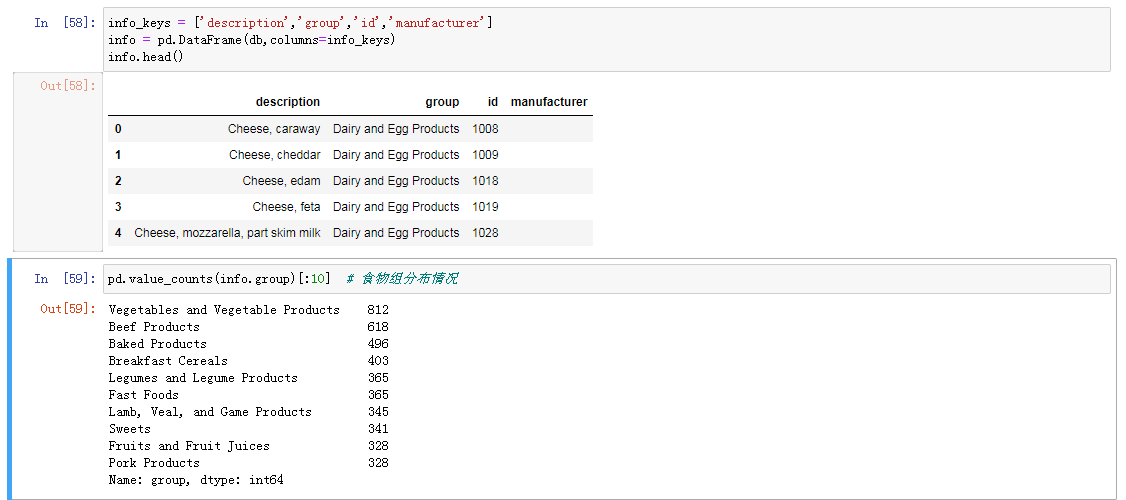 In [58]: info_keys = ['description','group','id','manufacturer']
info = pd.DataFrame(db,columns=info_keys)
info.head()
Out[58]:
description group id manufacturer
0 Cheese, caraway Dairy and Egg Products 1008
1 Cheese, cheddar Dairy and Egg Products 1009
2 Cheese, edam Dairy and Egg Products 1018
3 Cheese, feta Dairy and Egg Products 1019
4 Cheese, mozzarella, part skim milk Dairy and Egg Products 1028
In [59]: pd.value_counts(info.group)[:10] # 食物组分布情况
Out[59]: Vegetables and Vegetable Products 812
Beef Products 618
Baked Products 496
Breakfast Cereals 403
Legumes and Legume Products 365
Fast Foods 365
Lamb, Veal, and Game Products 345
Sweets 341
Fruits and Fruit Juices 328
Pork Products 328
Name: group, dtype: int64